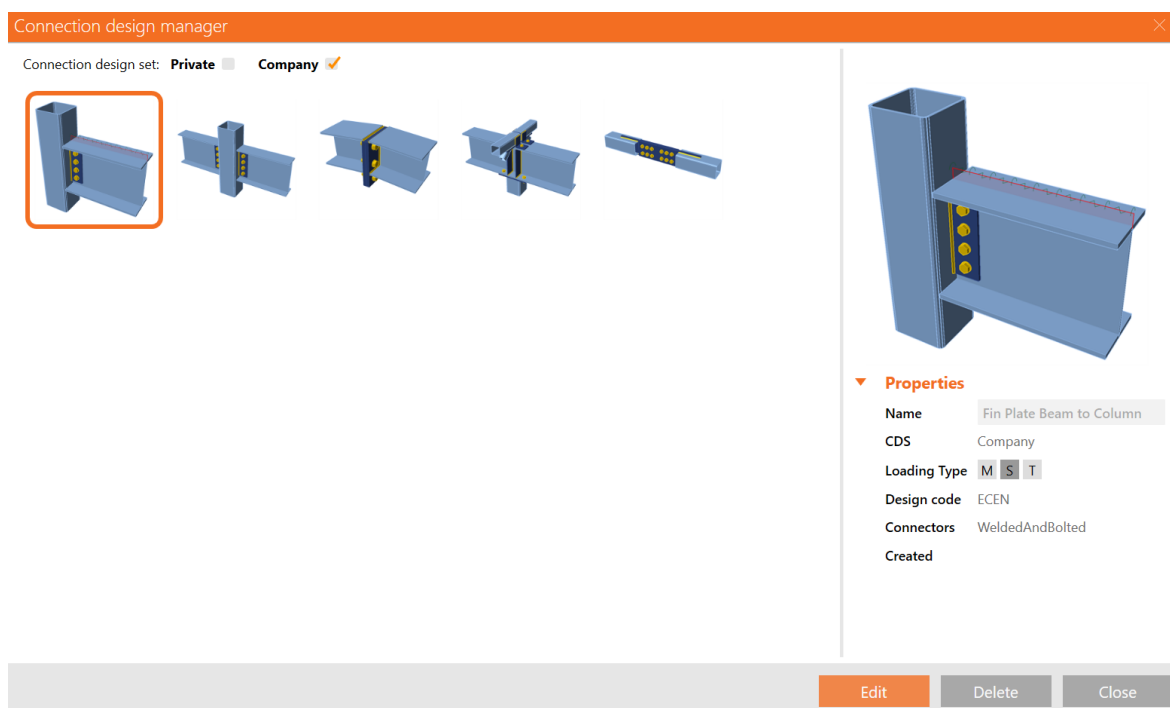 Connection design manager
Connection design set: Private Company
Properties
Name Fin Plate Beam to Column
CDS Company
Loading Type M S T
Design code ECEN
Connectors WeldedAndBolted
Created
Edit Delete Close